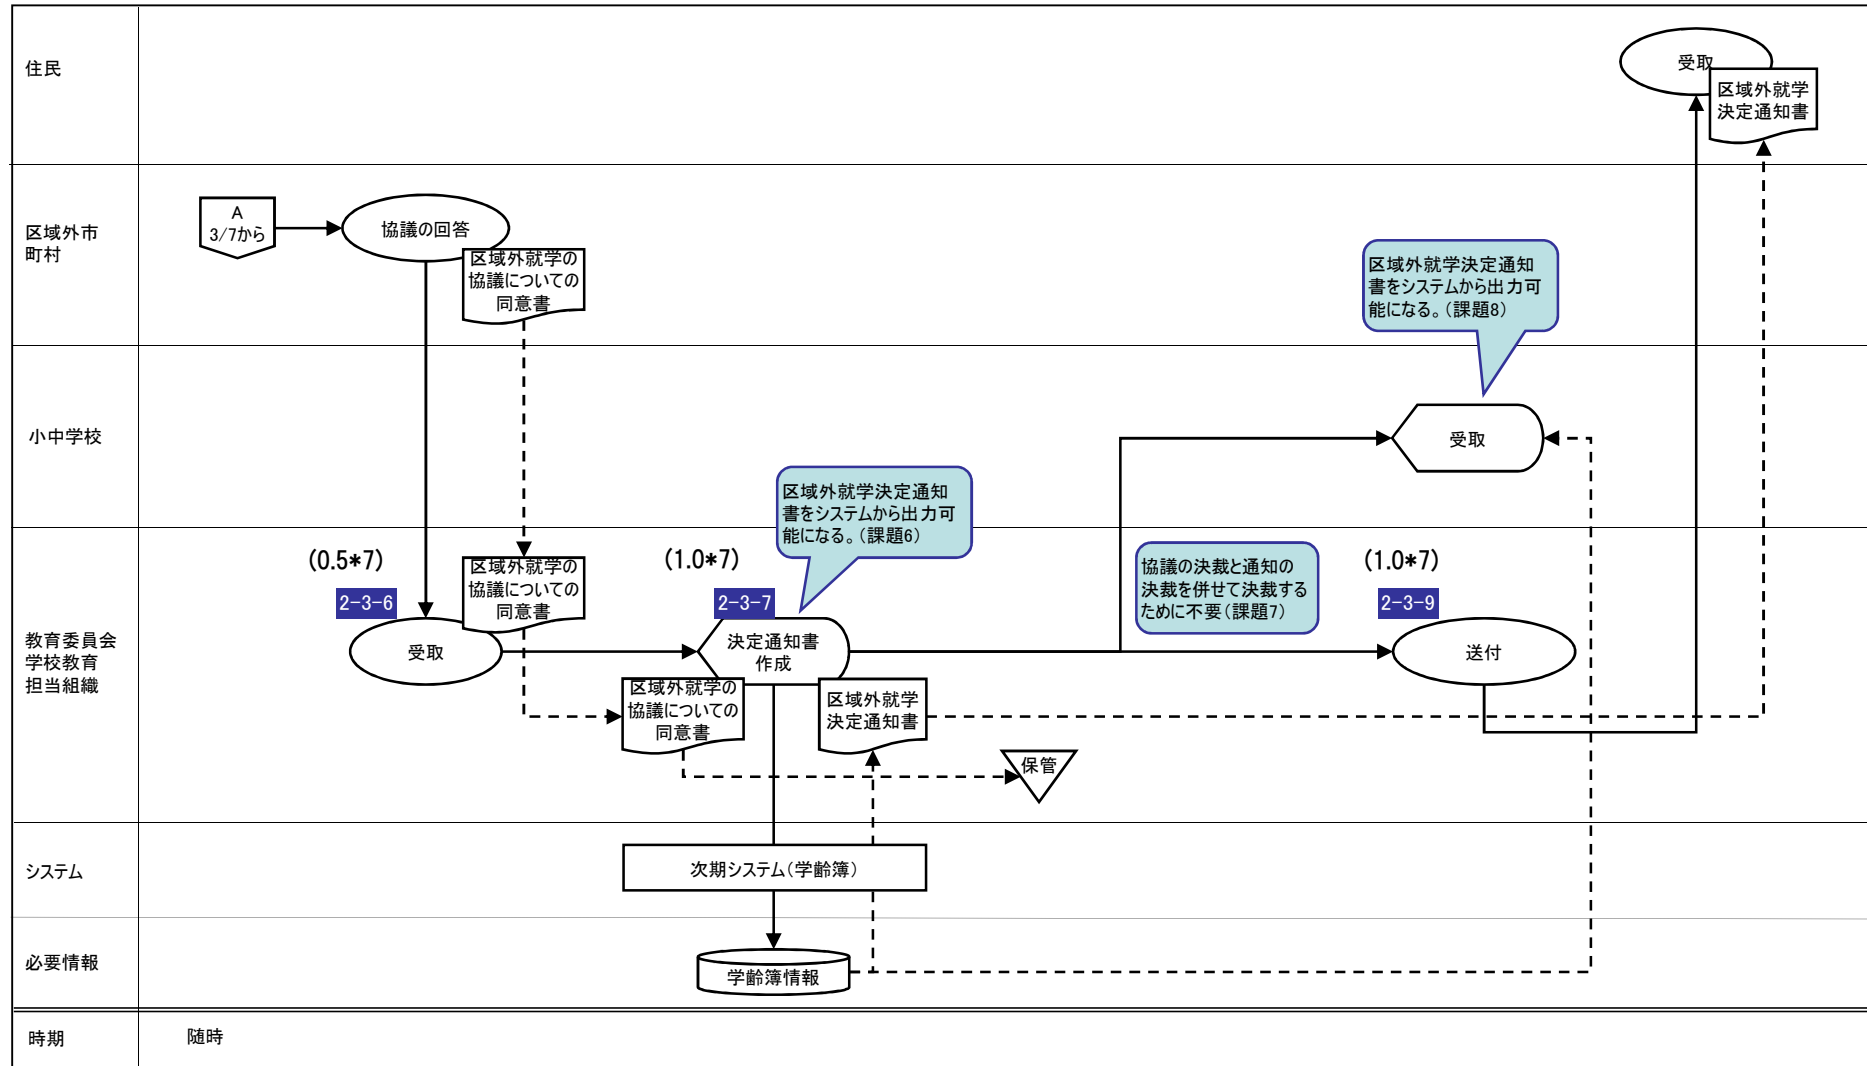 住民
受取
区域外就学
決定通知書
区域外市
町村
A
3/7から
協議の回答
区域外就学の
協議についての
同意書
区域外就学決定通知
書をシステムから出力可
能になる。（課題8）
小中学校
受取
区域外就学決定通知
書をシステムから出力可
能になる。（課題6）
教育委員会
学校教育
担当組織
(0.5*7)
2-3-6
受取
区域外就学の
協議についての
同意書
(1.0*7)
2-3-7
決定通知書
作成
区域外就学の
協議についての
同意書
区域外就学
決定通知書
協議の決裁と通知の
決裁を併せて決裁する
ために不要（課題7）
(1.0*7)
2-3-9
送付
保管
システム
次期システム（学齢簿）
必要情報
学齢簿情報
時期
随時